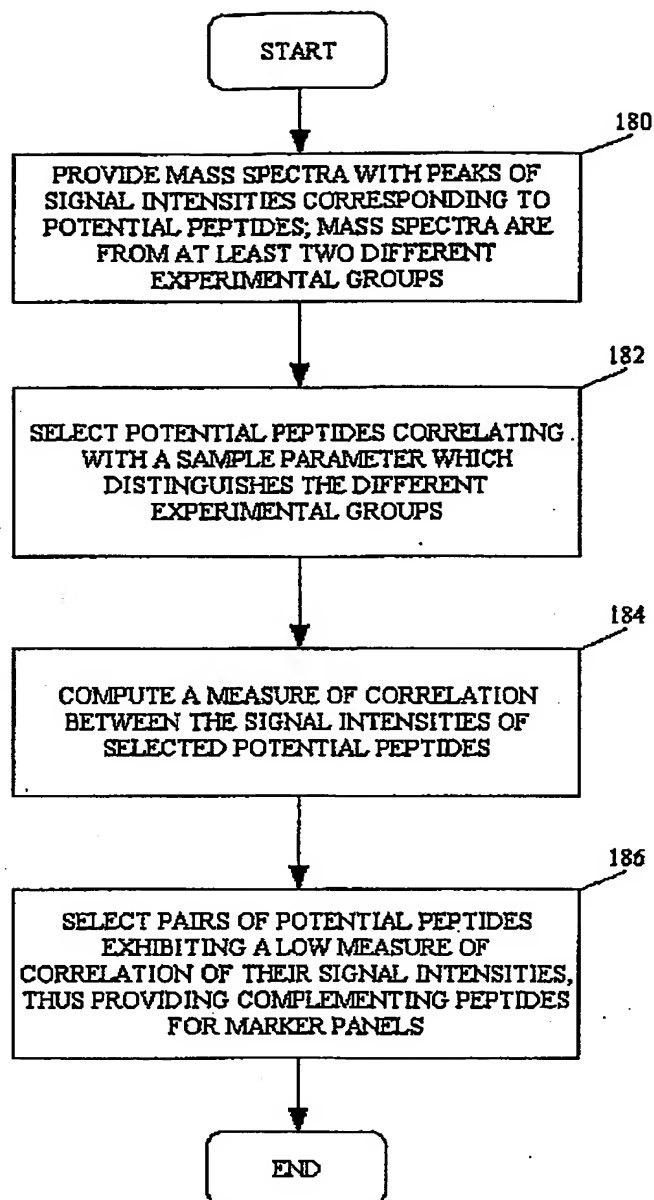 START
180
PROVIDE MASS SPECTRA WITH PEAKS OF
SIGNAL INTENSITIES CORRESPONDING TO
POTENTIAL PEPTIDES; MASS SPECTRA ARE
FROM AT LEAST TWO DIFFERENT
EXPERIMENTAL GROUPS
182
SELECT POTENTIAL PEPTIDES CORRELATING
WITH A SAMPLE PARAMETER WHICH
DISTINGUISHES THE DIFFERENT
EXPERIMENTAL GROUPS
184
COMPUTE A MEASURE OF CORRELATION
BETWEEN THE SIGNAL INTENSITIES OF
SELECTED POTENTIAL PEPTIDES
186
SELECT PAIRS OF POTENTIAL PEPTIDES
EXHIBITING A LOW MEASURE OF
CORRELATION OF THEIR SIGNAL INTENSITIES,
THUS PROVIDING COMPLEMENTING PEPTIDES
FOR MARKER PANELS
END